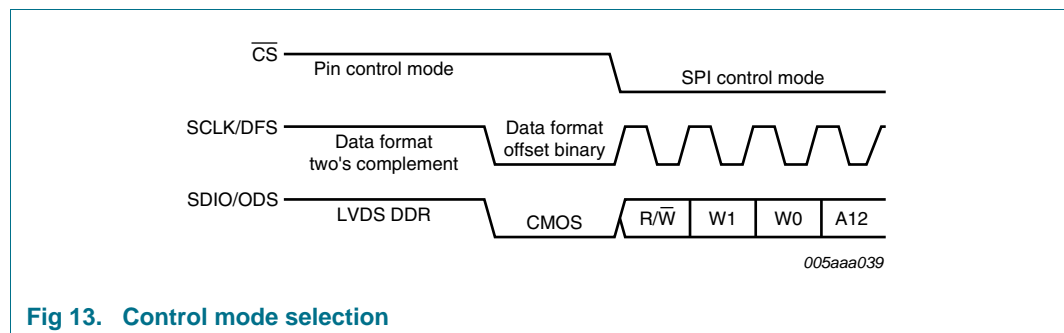 CS
Pin control mode
SPI control mode
SCLK/DFS
Data format
two's complement
Data format
offset binary
SDIO/ODS
LVDS DDR
CMOS
R/W
W1
W0
A12
005aaa039
Fig 13. Control mode selection